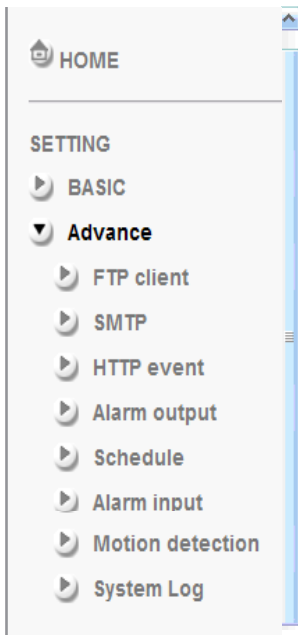 HOME
SETTING
BASIC
Advance
FTP client
SMTP
HTTP event
Alarm output
Schedule
Alarm input
Motion detection
System Log